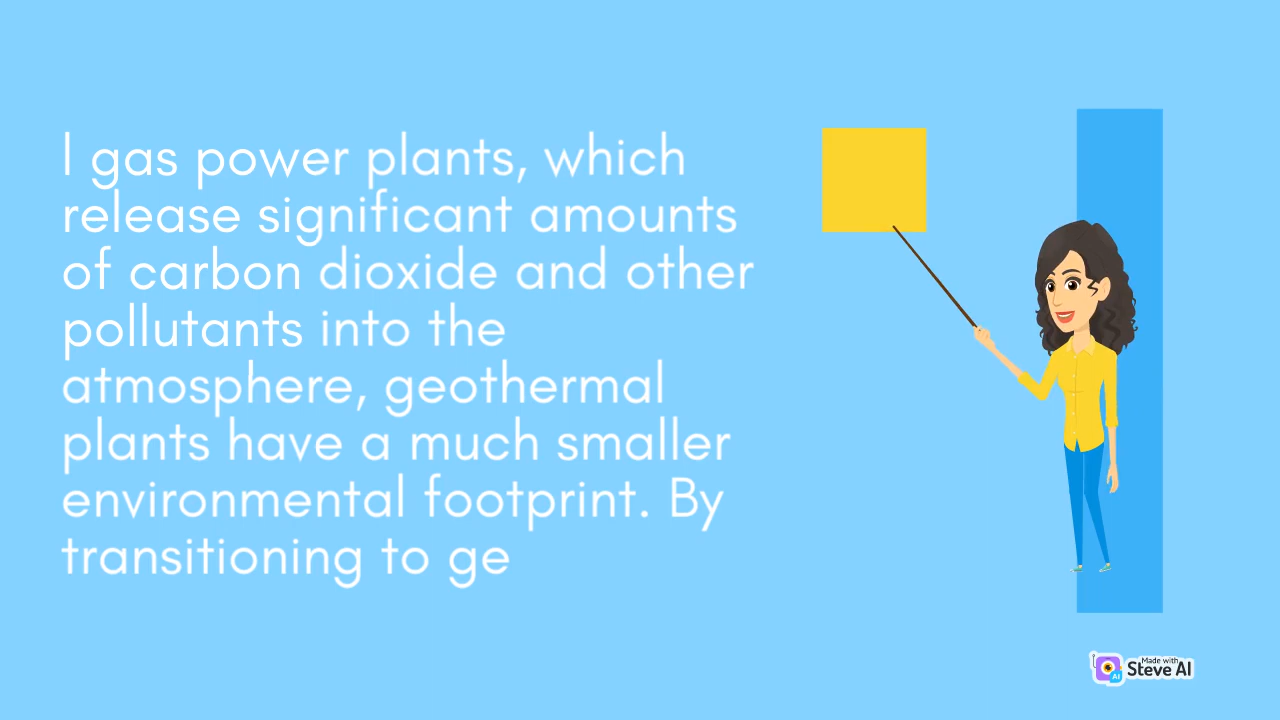 l gas power plants, which
release significant amounts
of carbon dioxide and other
pollutants into the
atmosphere, geothermal
plants have a much smaller
environmental footprint. By
transitioning to ge
Made with
Steve AI
AI